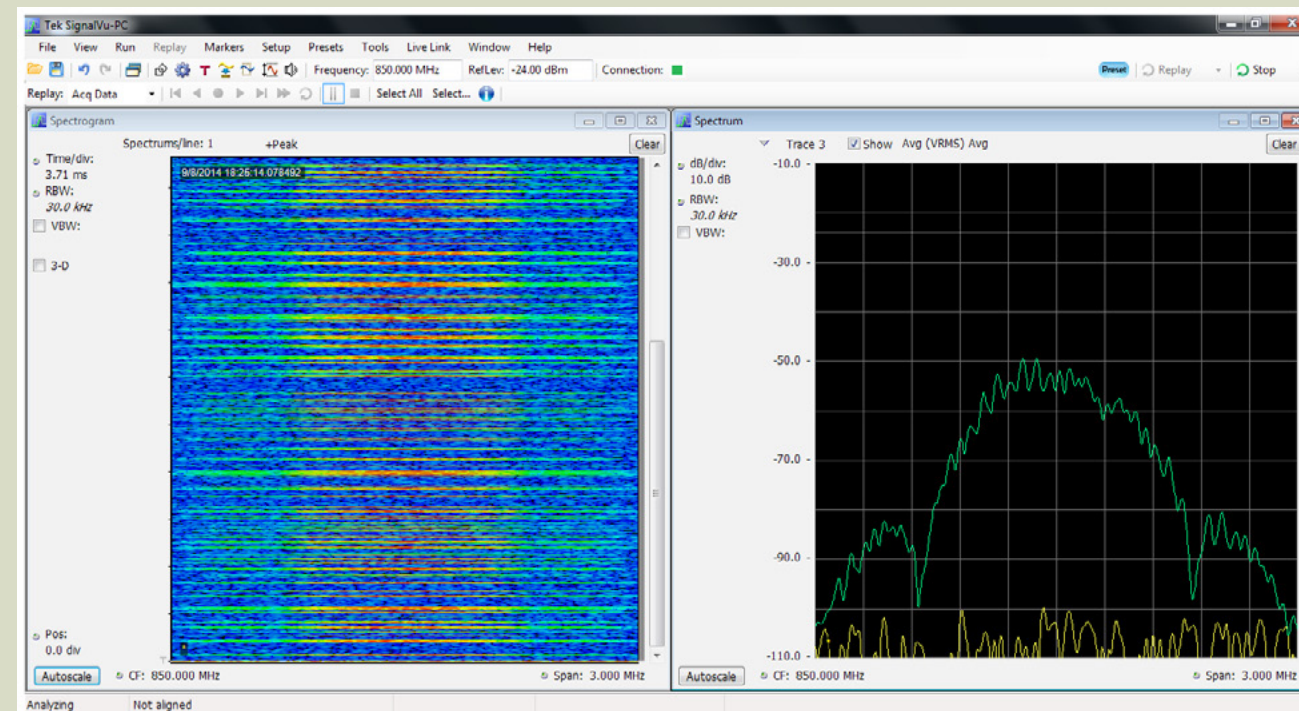 Tek SignalVu-PC
File View Run Replay Markers Setup Presets Tools Live Link Window Help
Frequency: 850.000 MHz RefLev: -24.00 dBm Connection: Preset Replay Stop
Replay: Acq Data Select All Select...
Spectrogram
Spectrums/line: 1 +Peak Clear
Time/div:
3.71 ms
RBW:
30.0 kHz
VBW:
3-D
9/8/2014 18:26:14.078492
Pos:
0.0 div
Autoscale CF: 850.000 MHz Span: 3.000 MHz
Spectrum
Trace 3 Show Avg (VRMS) Avg Clear
dB/div:
10.0 dB
RBW:
30.0 kHz
VBW:
-10.0
-30.0
-50.0
-70.0
-90.0
-110.0
Autoscale CF: 850.000 MHz Span: 3.000 MHz
Analyzing Not aligned